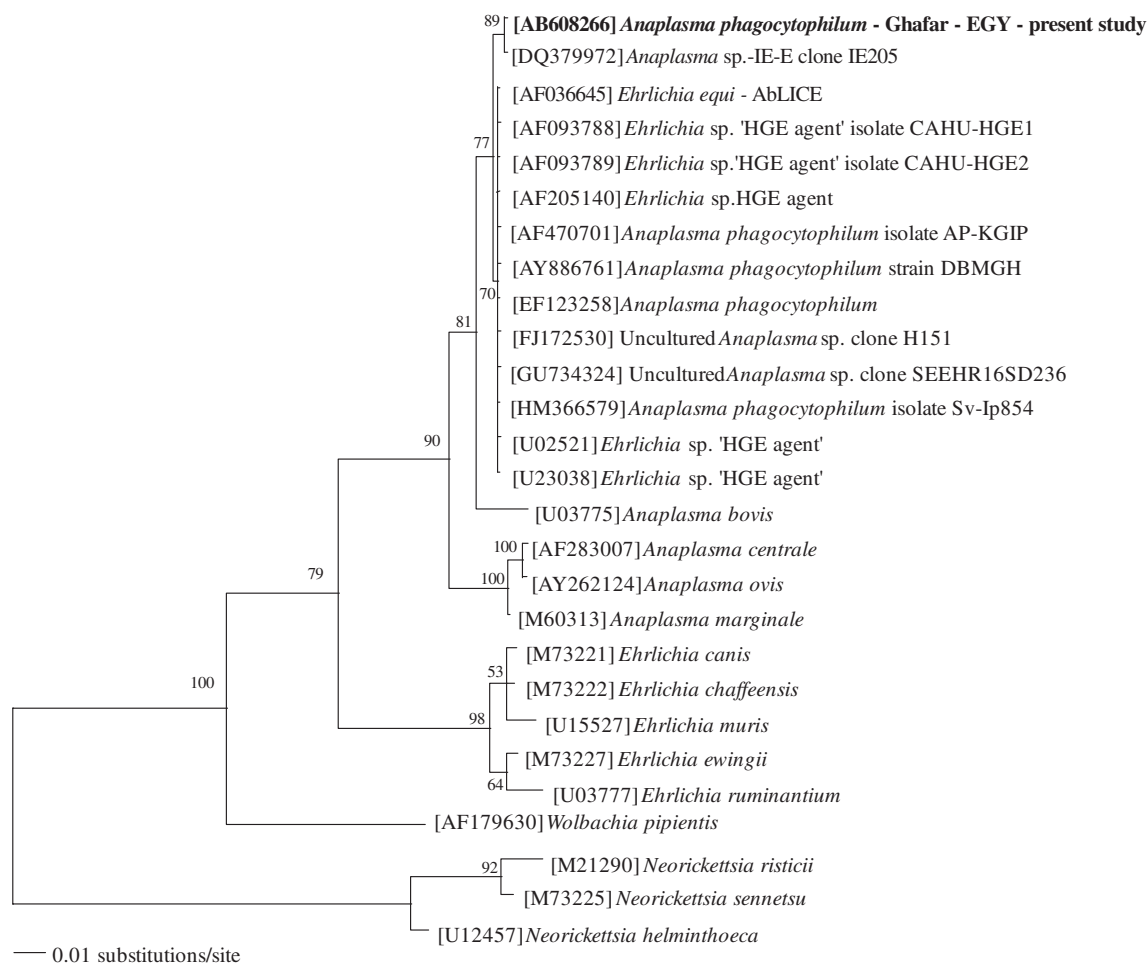 89
[AB608266] Anaplasma phagocytophilum - Ghafar - EGY - present study
[DQ379972] Anaplasma sp.-IE-E clone IE205
[AF036645] Ehrlichia equi - AbLICE
[AF093788] Ehrlichia sp. 'HGE agent' isolate CAHU-HGE1
77
[AF093789] Ehrlichia sp.'HGE agent' isolate CAHU-HGE2
[AF205140] Ehrlichia sp.HGE agent
[AF470701] Anaplasma phagocytophilum isolate AP-KGIP
[AY886761] Anaplasma phagocytophilum strain DBMGH
70
[EF123258] Anaplasma phagocytophilum
81
[FJ172530] Uncultured Anaplasma sp. clone H151
[GU734324] Uncultured Anaplasma sp. clone SEEHR16SD236
[HM366579] Anaplasma phagocytophilum isolate Sv-Ip854
90
[U02521] Ehrlichia sp. 'HGE agent'
[U23038] Ehrlichia sp. 'HGE agent'
[U03775] Anaplasma bovis
100
[AF283007] Anaplasma centrale
79
100
[AY262124] Anaplasma ovis
[M60313] Anaplasma marginale
[M73221] Ehrlichia canis
53
100
[M73222] Ehrlichia chaffeensis
98
[U15527] Ehrlichia muris
[M73227] Ehrlichia ewingii
64
[U03777] Ehrlichia ruminantium
[AF179630] Wolbachia pipientis
92
[M21290] Neorickettsia risticii
[M73225] Neorickettsia sennetsu
[U12457] Neorickettsia helminthoeca
0.01 substitutions/site